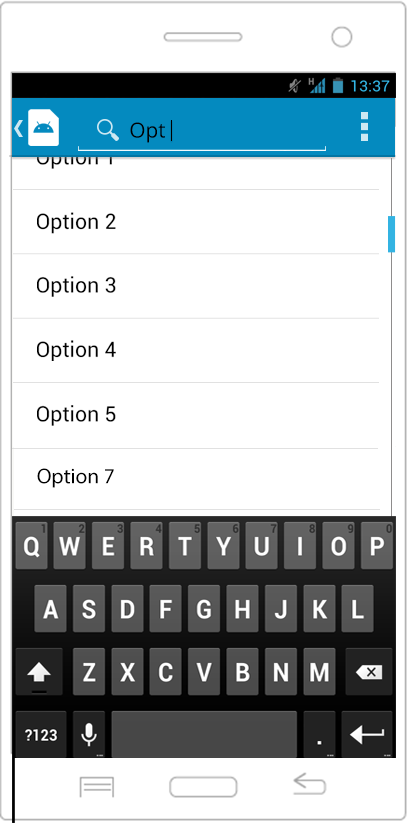 H 13:37
Opt
Option 1
Option 2
Option 3
Option 4
Option 5
Option 7
1 2 3 4 5 6 7 8 9 0
Q W E R T Y U I O P
A S D F G H J K L
Z X C V B N M
?123 . ...